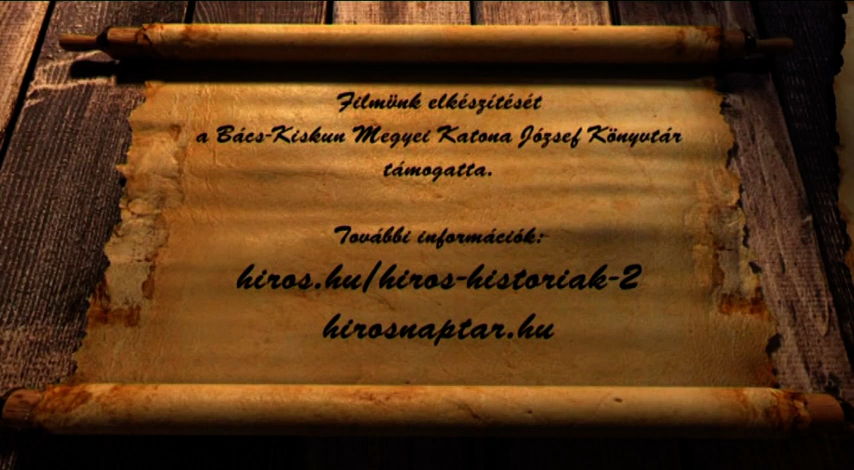 Filmünk elkészítését
a Bács-Kiskun Megyei Katona József Könyvtár
támogatta.
További információk:
hiros.hu/hiros-historiak-2
hirosnaptar.hu